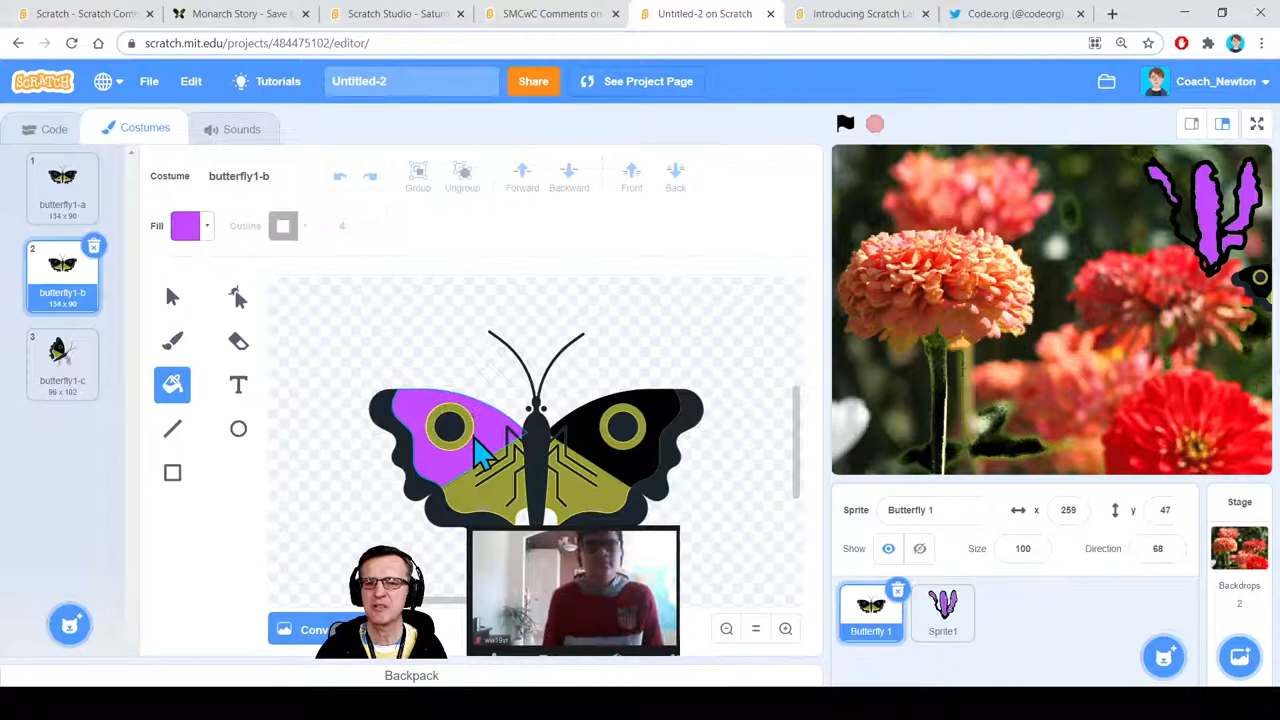 Scratch - Scratch Com
Monarch Story - Save
Scratch Studio - Satur
SMCwC Comments on
Untitled-2 on Scratch
Introducing Scratch La
Code.org (@codeorg)
scratch.mit.edu/projects/484475102/editor/
SCRATCH
File
Edit
Tutorials
Untitled-2
Share
See Project Page
Coach_Newton
Code
Costumes
Sounds
1
butterfly1-a
134 x 90
2
butterfly1-b
134 x 90
3
butterfly1-c
96 x 102
Costume
butterfly1-b
Group
Ungroup
Forward
Backward
Front
Back
Fill
Outline
4
T
Conv
ww19vr
Backpack
Sprite
Butterfly 1
x
259
y
47
Show
Size
100
Direction
68
Butterfly 1
Sprite1
Stage
Backdrops
2